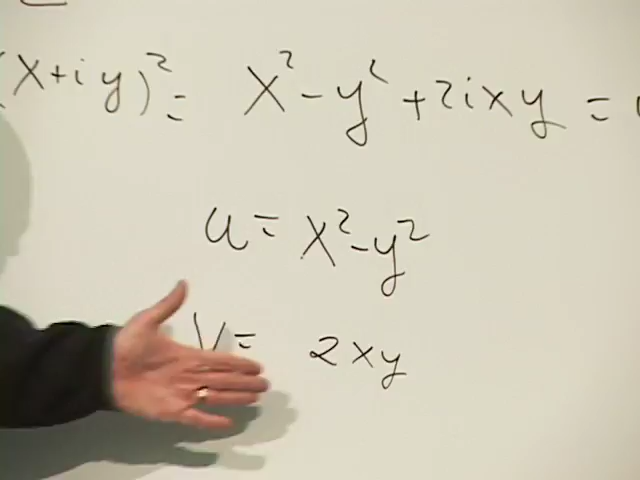 (x+iy)² = x² - y² + 2ixy =
u = x² - y²
V = 2xy